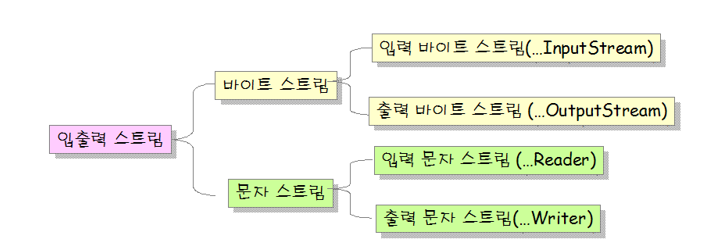 입출력 스트림
바이트 스트림
입력 바이트 스트림(...InputStream)
출력 바이트 스트림 (...OutputStream)
문자 스트림
입력 문자 스트림 (...Reader)
출력 문자 스트림(...Writer)